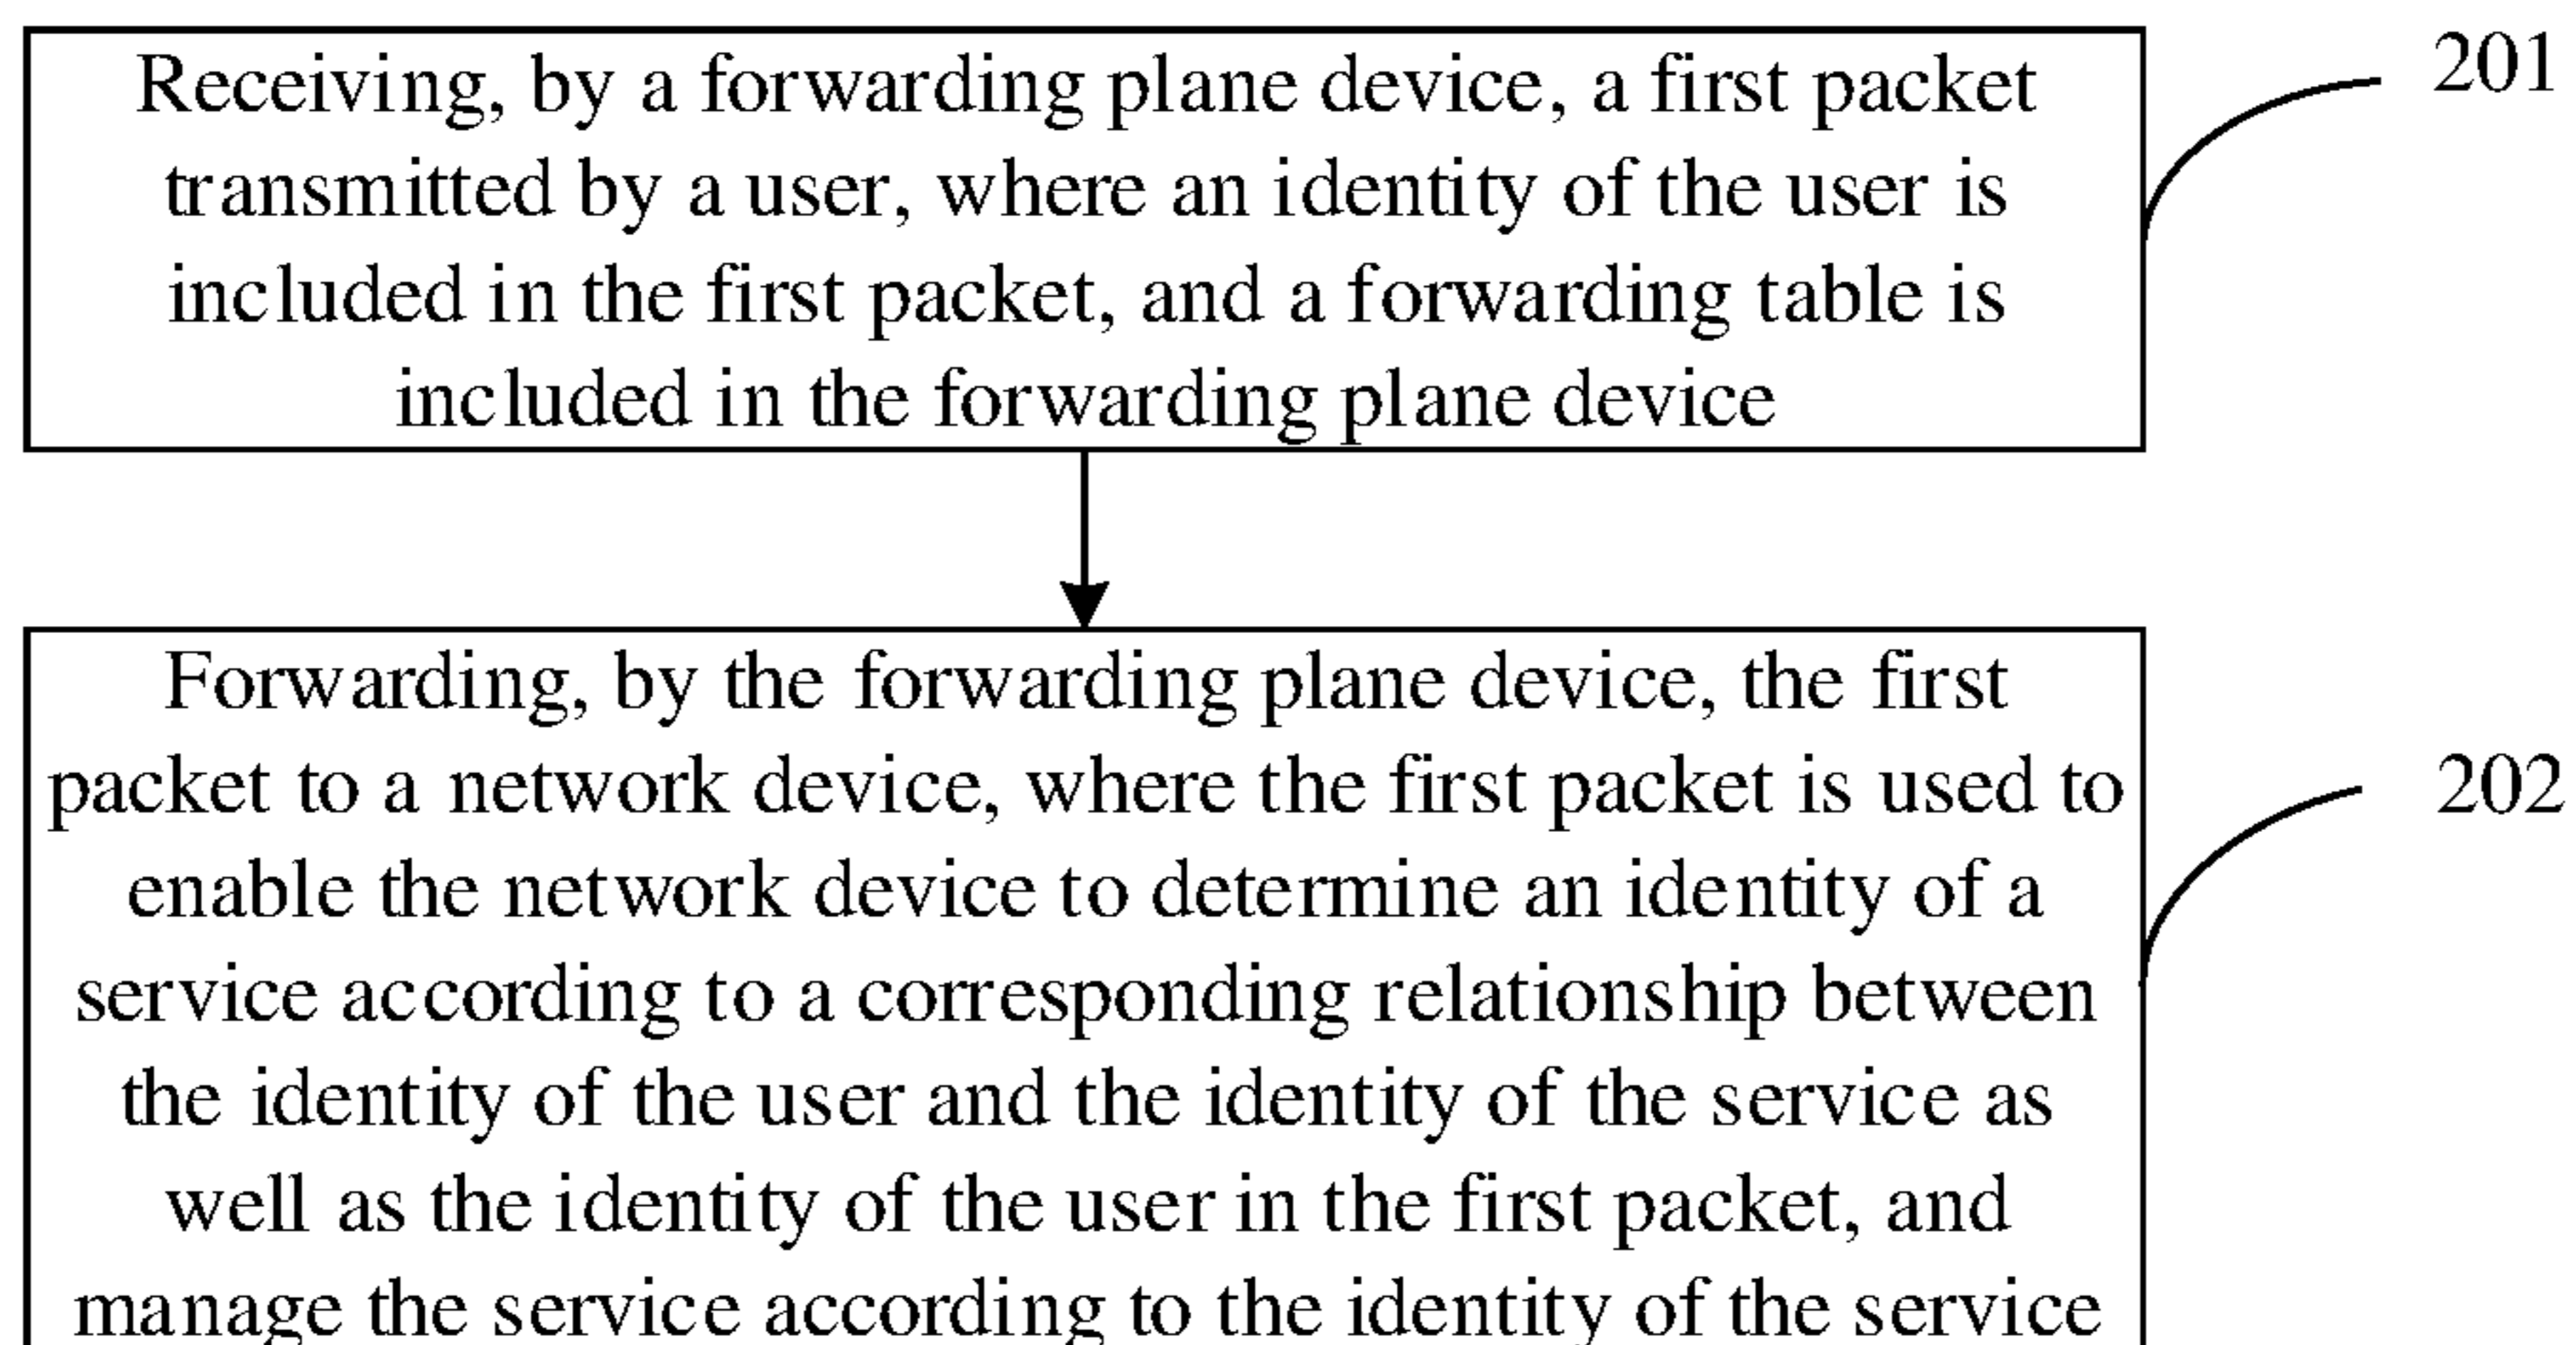 Receiving, by a forwarding plane device, a first packet
transmitted by a user, where an identity of the user is
included in the first packet, and a forwarding table is
included in the forwarding plane device
201
Forwarding, by the forwarding plane device, the first
packet to a network device, where the first packet is used to
enable the network device to determine an identity of a
service according to a corresponding relationship between
the identity of the user and the identity of the service as
well as the identity of the user in the first packet, and
manage the service according to the identity of the service
202